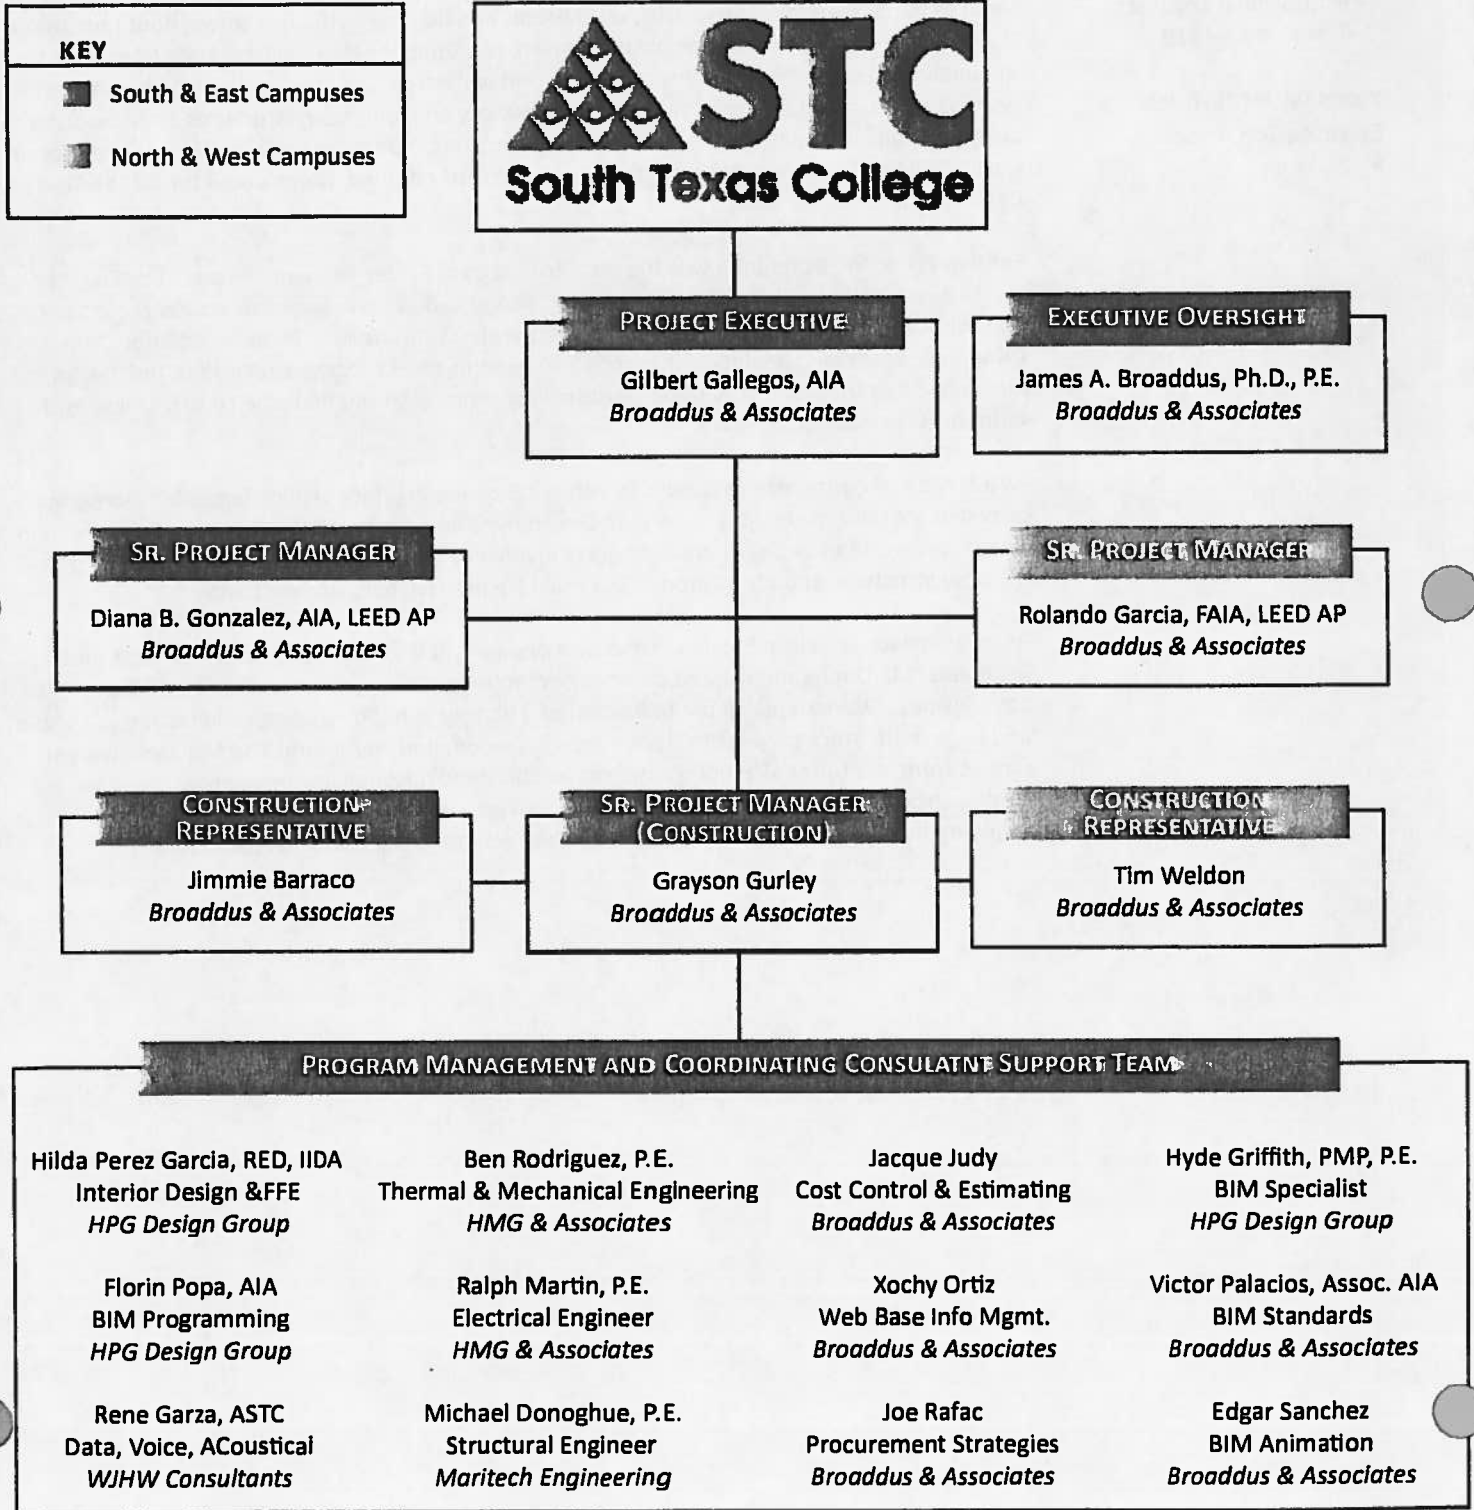 KEY
South & East Campuses
North & West Campuses
STC
South Texas College
PROJECT EXECUTIVE
Gilbert Gallegos, AIA
Broaddus & Associates
EXECUTIVE OVERSIGHT
James A. Broaddus, Ph.D., P.E.
Broaddus & Associates
SR. PROJECT MANAGER
Diana B. Gonzalez, AIA, LEED AP
Broaddus & Associates
SR. PROJECT MANAGER
Rolando Garcia, FAIA, LEED AP
Broaddus & Associates
CONSTRUCTION
REPRESENTATIVE
Jimmie Barraco
Broaddus & Associates
SR. PROJECT MANAGER
(CONSTRUCTION)
Grayson Gurley
Broaddus & Associates
CONSTRUCTION
REPRESENTATIVE
Tim Weldon
Broaddus & Associates
PROGRAM MANAGEMENT AND COORDINATING CONSULATNT SUPPORT TEAM
Hilda Perez Garcia, RED, IIDA
Interior Design &FFE
HPG Design Group
Ben Rodriguez, P.E.
Thermal & Mechanical Engineering
HMG & Associates
Jacque Judy
Cost Control & Estimating
Broaddus & Associates
Hyde Griffith, PMP, P.E.
BIM Specialist
HPG Design Group
Florin Popa, AIA
BIM Programming
HPG Design Group
Ralph Martin, P.E.
Electrical Engineer
HMG & Associates
Xochy Ortiz
Web Base Info Mgmt.
Broaddus & Associates
Victor Palacios, Assoc. AIA
BIM Standards
Broaddus & Associates
Rene Garza, ASTC
Data, Voice, ACoustical
WJHW Consultants
Michael Donoghue, P.E.
Structural Engineer
Maritech Engineering
Joe Rafac
Procurement Strategies
Broaddus & Associates
Edgar Sanchez
BIM Animation
Broaddus & Associates